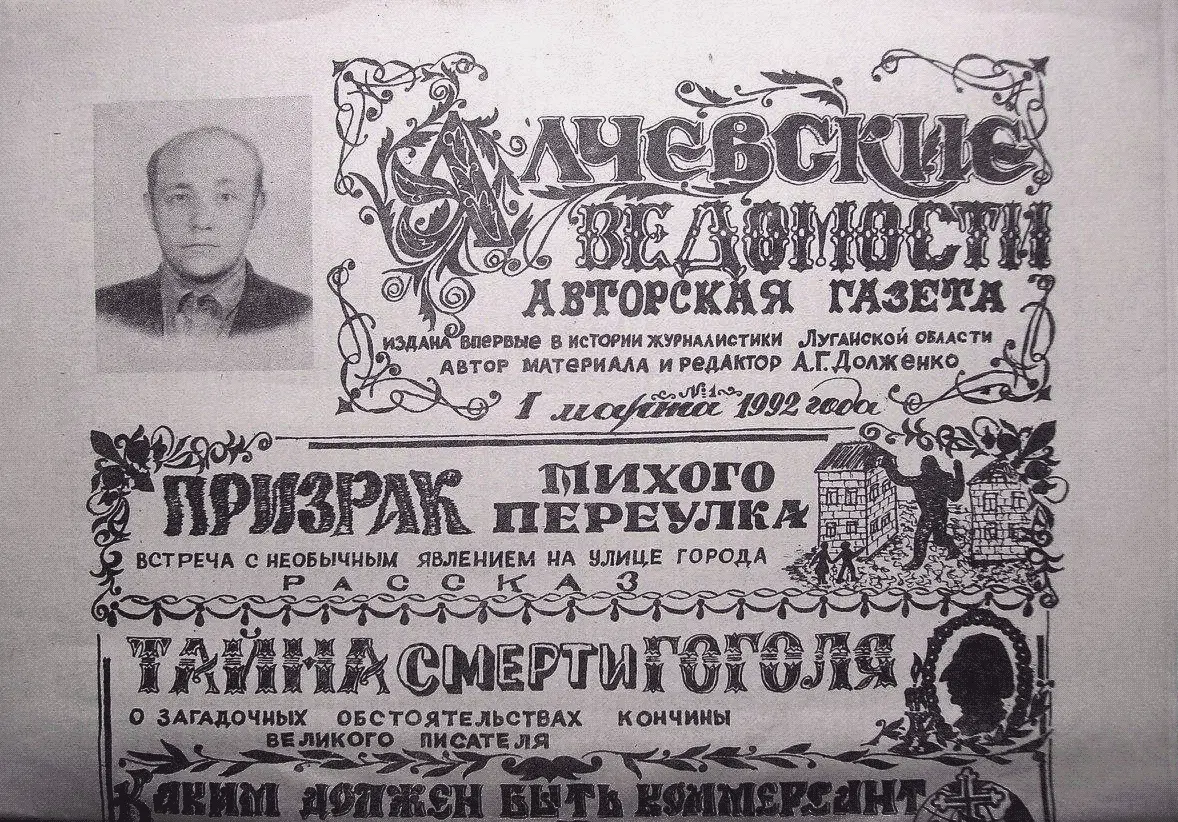 АЛЧЕВСКИЕ
ВЕДОМОСТИ
АВТОРСКАЯ ГАЗЕТА
ИЗДАНА ВПЕРВЫЕ В ИСТОРИИ ЖУРНАЛИСТИКИ ЛУГАНСКОЙ ОБЛАСТИ
АВТОР МАТЕРИАЛА И РЕДАКТОР А.Г. ДОЛЖЕНКО
№1
1 марта 1992 года
ПРИЗРАК ТИХОГО
ПЕРЕУЛКА
ВСТРЕЧА С НЕОБЫЧНЫМ ЯВЛЕНИЕМ НА УЛИЦЕ ГОРОДА
РАССКАЗ
ТАЙНА СМЕРТИ ГОГОЛЯ
О ЗАГАДОЧНЫХ ОБСТОЯТЕЛЬСТВАХ КОНЧИНЫ
ВЕЛИКОГО ПИСАТЕЛЯ
КАКИМ ДОЛЖЕН БЫТЬ КОММЕРСАНТ